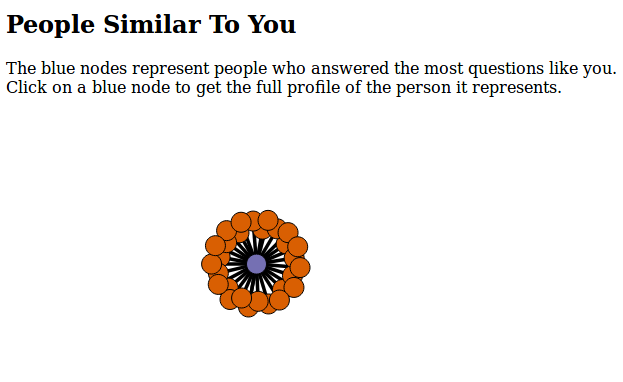 People Similar To You
The blue nodes represent people who answered the most questions like you.
Click on a blue node to get the full profile of the person it represents.